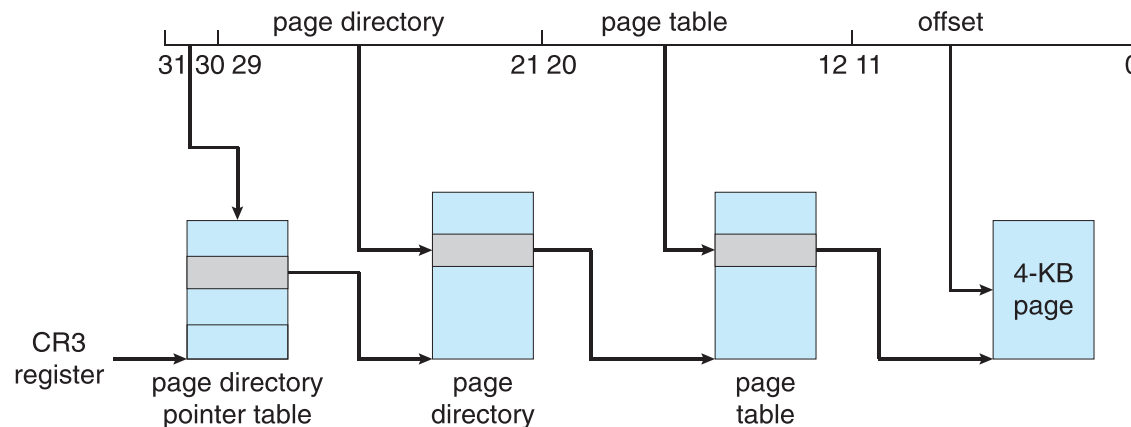 page directory page table offset
31 30 29 21 20 12 11 0
4-KB
page
CR3
register
page directory
pointer table
page
directory
page
table